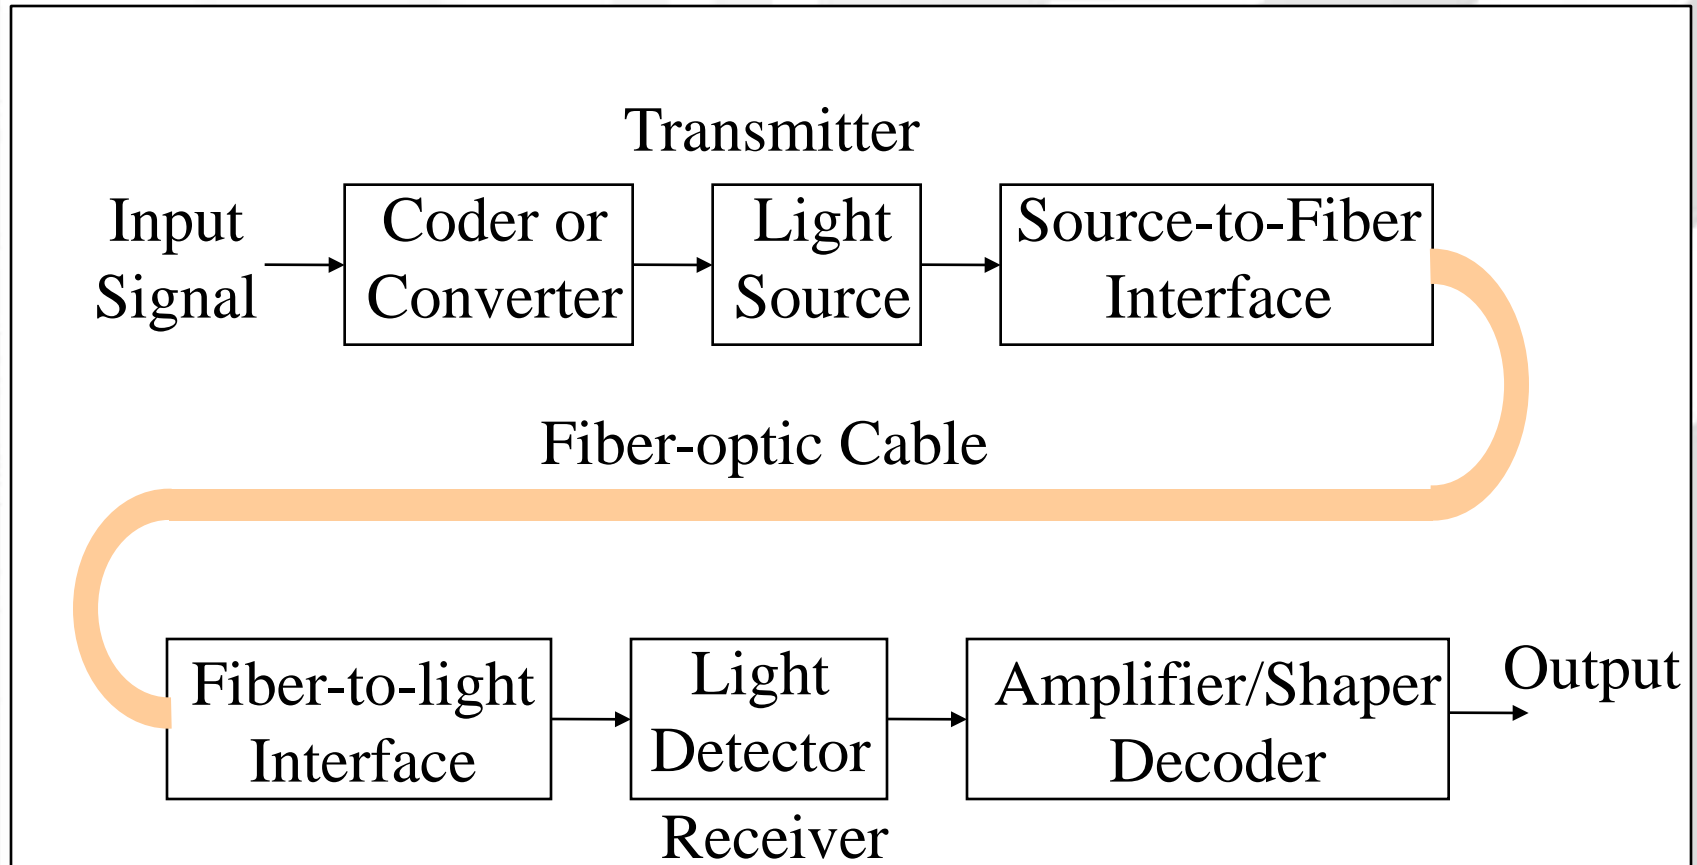 Transmitter
Input
Signal
Coder or
Converter
Light
Source
Source-to-Fiber
Interface
Fiber-optic Cable
Fiber-to-light
Interface
Light
Detector
Amplifier/Shaper
Decoder
Output
Receiver